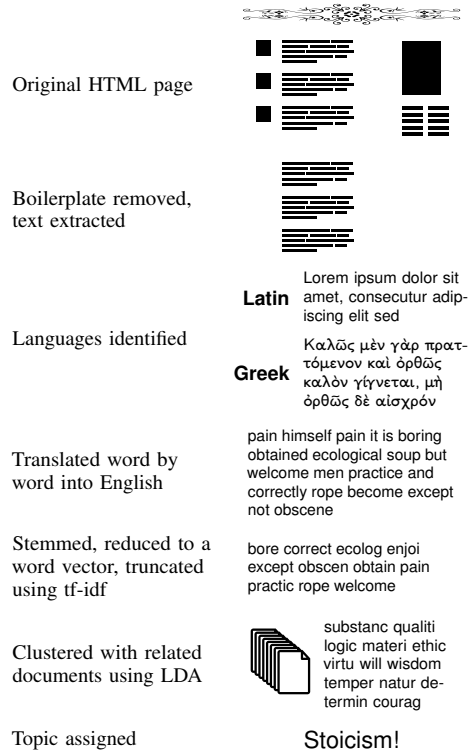 Original HTML page
Boilerplate removed,
text extracted
Languages identified
Latin
Lorem ipsum dolor sit
amet, consecutur adip-
iscing elit sed
Greek
Καλῶς μὲν γὰρ πρατ-
τόμενον καὶ ὀρθῶς
καλὸν γίγνεται, μὴ
ὀρθῶς δὲ αἰσχρόν
Translated word by
word into English
pain himself pain it is boring
obtained ecological soup but
welcome men practice and
correctly rope become except
not obscene
Stemmed, reduced to a
word vector, truncated
using tf-idf
bore correct ecolog enjoi
except obscen obtain pain
practic rope welcome
Clustered with related
documents using LDA
substanc qualiti
logic materi ethic
virtu will wisdom
temper natur de-
termin courag
Topic assigned
Stoicism!